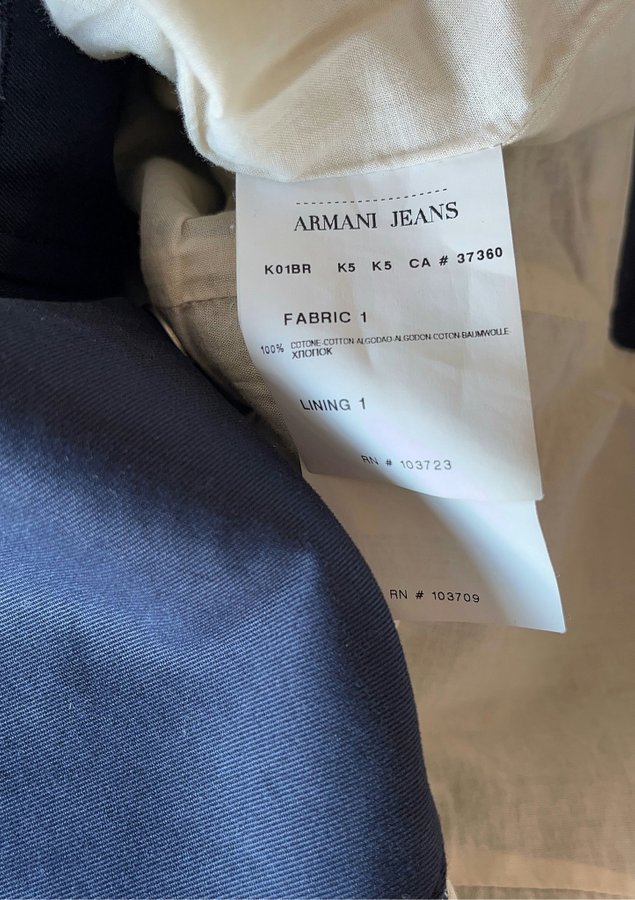 ARMANI JEANS
K01BR K5 K5 CA # 37360
FABRIC 1
100% COTONE-COTTON-ALGODAO-ALGODON-COTON-BAUMWOLLE
ХЛОПОК
LINING 1
RN # 103723
RN # 103709